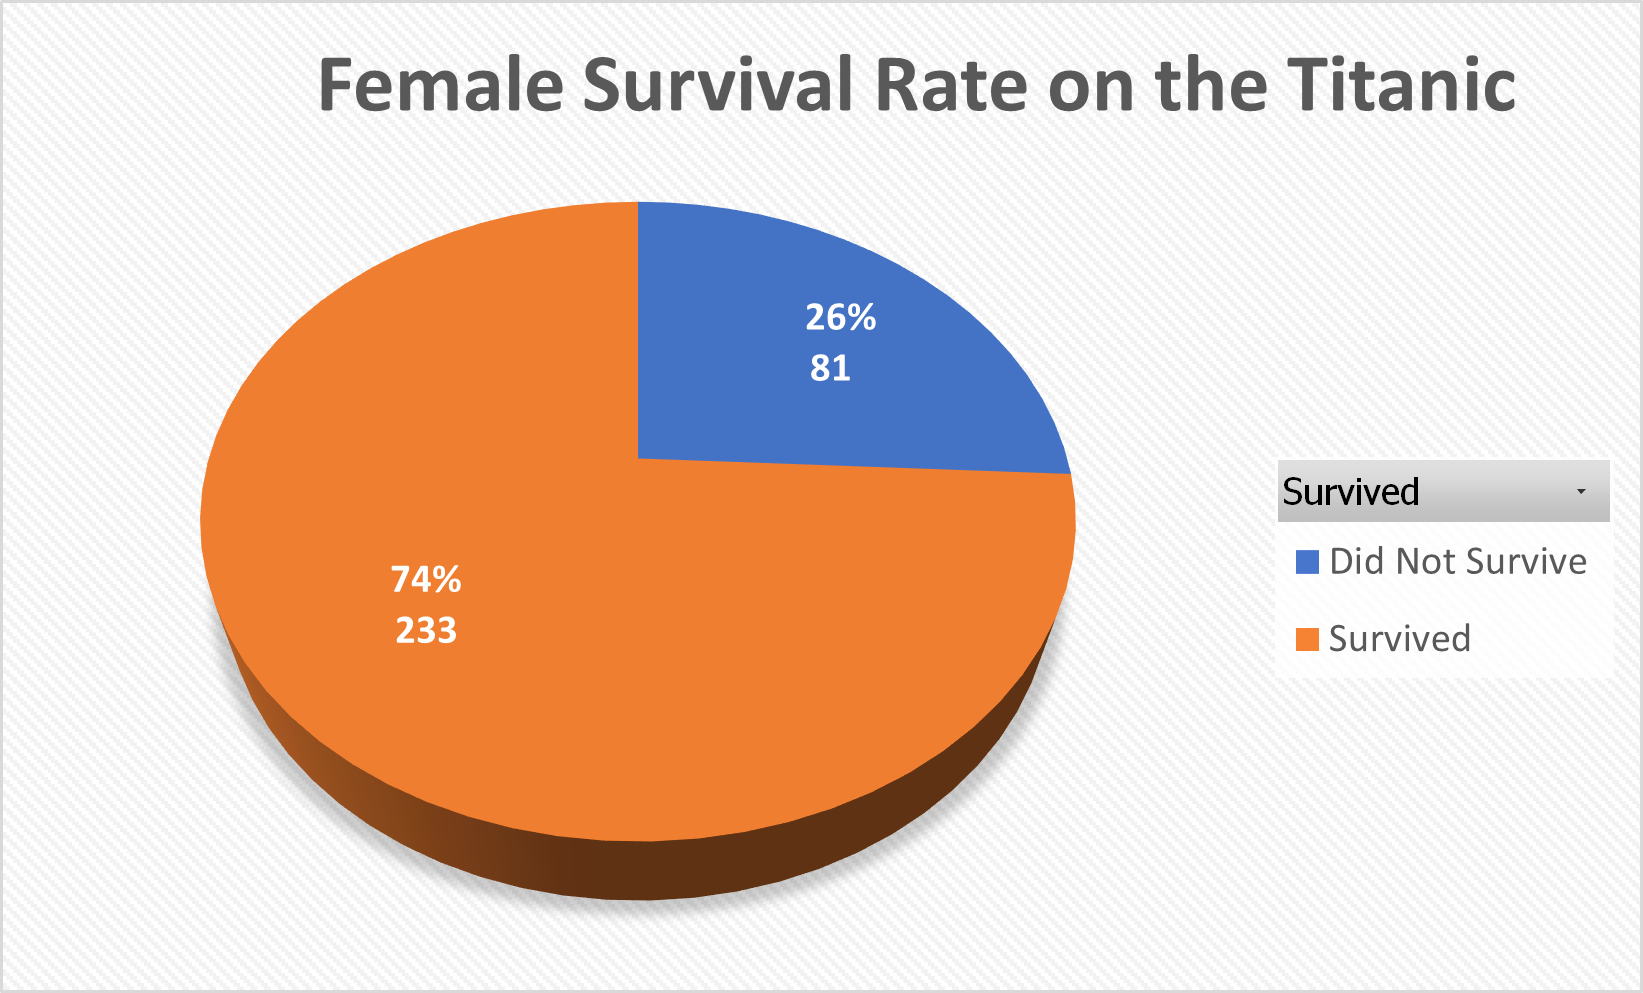 Female Survival Rate on the Titanic
26%
81
74%
233
Survived
Did Not Survive
Survived